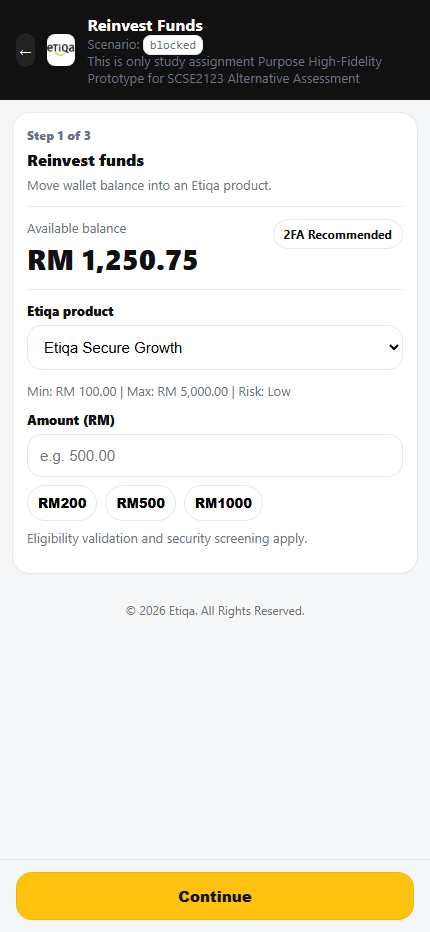 Reinvest Funds
←
etiqa
Scenario: blocked
This is only study assignment Purpose High-Fidelity
Prototype for SCSE2123 Alternative Assessment
Step 1 of 3
Reinvest funds
Move wallet balance into an Etiqa product.
Available balance
2FA Recommended
RM 1,250.75
Etiqa product
Etiqa Secure Growth
Min: RM 100.00 | Max: RM 5,000.00 | Risk: Low
Amount (RM)
e.g. 500.00
RM200 RM500 RM1000
Eligibility validation and security screening apply.
© 2026 Etiqa. All Rights Reserved.
Continue